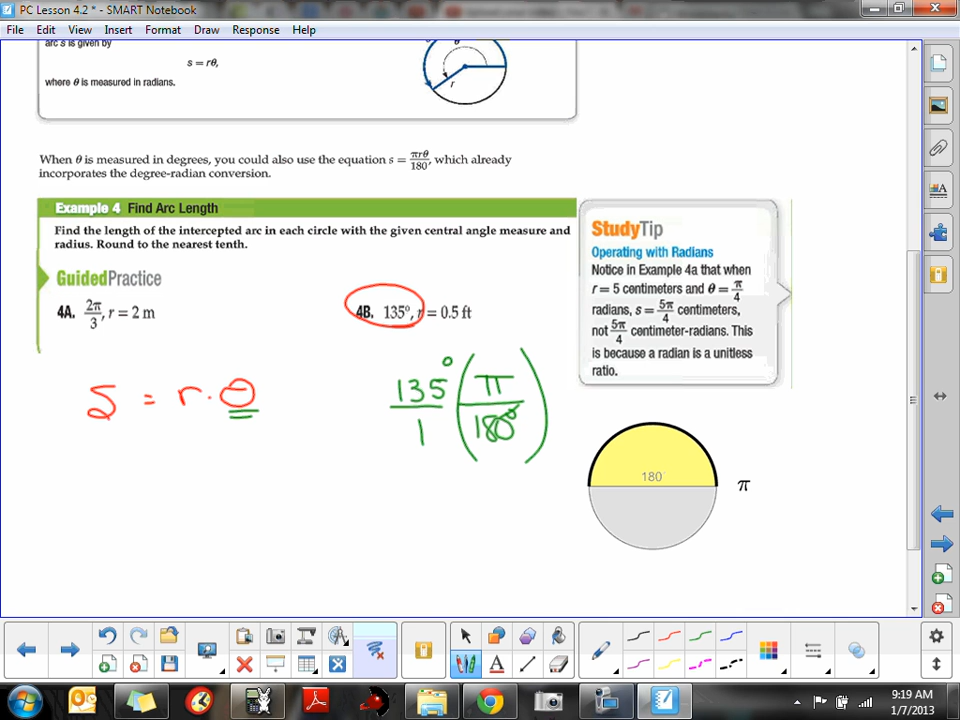 PC Lesson 4.2 * - SMART Notebook
File Edit View Insert Format Draw Response Help
arc s is given by
s = rθ,
where θ is measured in radians.
θ
r
When θ is measured in degrees, you could also use the equation s = πrθ/180, which already
incorporates the degree-radian conversion.
Example 4 Find Arc Length
Find the length of the intercepted arc in each circle with the given central angle measure and
radius. Round to the nearest tenth.
GuidedPractice
4A. 2π/3, r = 2 m
4B. 135°, r = 0.5 ft
StudyTip
Operating with Radians
Notice in Example 4a that when
r = 5 centimeters and θ = π/4
radians, s = 5π/4 centimeters,
not 5π/4 centimeter-radians. This
is because a radian is a unitless
ratio.
S = r · θ
135°/1 (π/180°)
180°
π
9:19 AM
1/7/2013